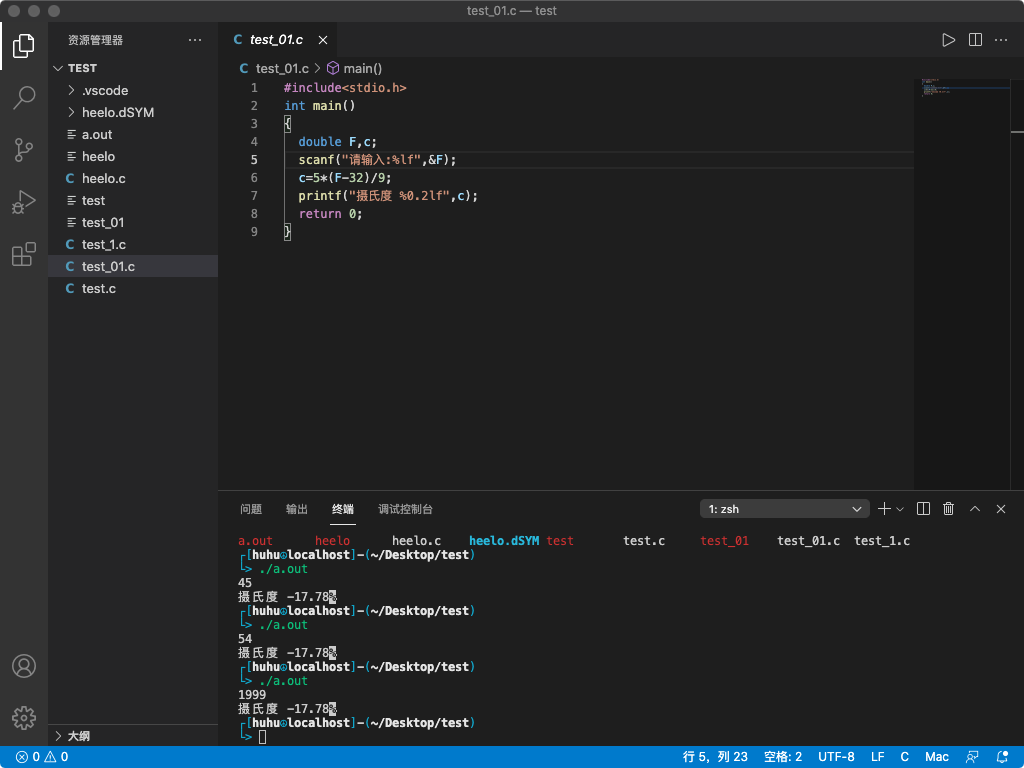 test_01.c — test
资源管理器
TEST
.vscode
heelo.dSYM
a.out
heelo
C heelo.c
test
test_01
C test_1.c
C test_01.c
C test.c
大纲
C test_01.c
C test_01.c > main()
1 #include<stdio.h>
2 int main()
3 {
4 double F,c;
5 scanf("请输入:%lf",&F);
6 c=5*(F-32)/9;
7 printf("摄氏度 %0.2lf",c);
8 return 0;
9 }
问题 输出 终端 调试控制台 1: zsh
a.out heelo heelo.c heelo.dSYM test test.c test_01 test_01.c test_1.c
┌[huhu☮localhost]-(~/Desktop/test)
└> ./a.out
45
摄氏度 -17.78%
┌[huhu☮localhost]-(~/Desktop/test)
└> ./a.out
54
摄氏度 -17.78%
┌[huhu☮localhost]-(~/Desktop/test)
└> ./a.out
1999
摄氏度 -17.78%
┌[huhu☮localhost]-(~/Desktop/test)
└>
0 0 行 5，列 23 空格: 2 UTF-8 LF C Mac